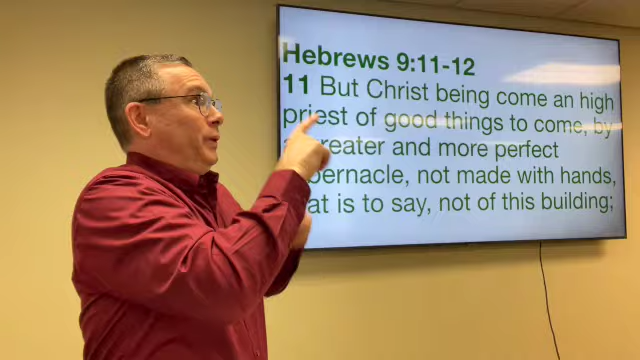 Hebrews 9:11-12
11 But Christ being come an high
priest of good things to come, by
greater and more perfect
not made with hands,
is to say, not of this building;